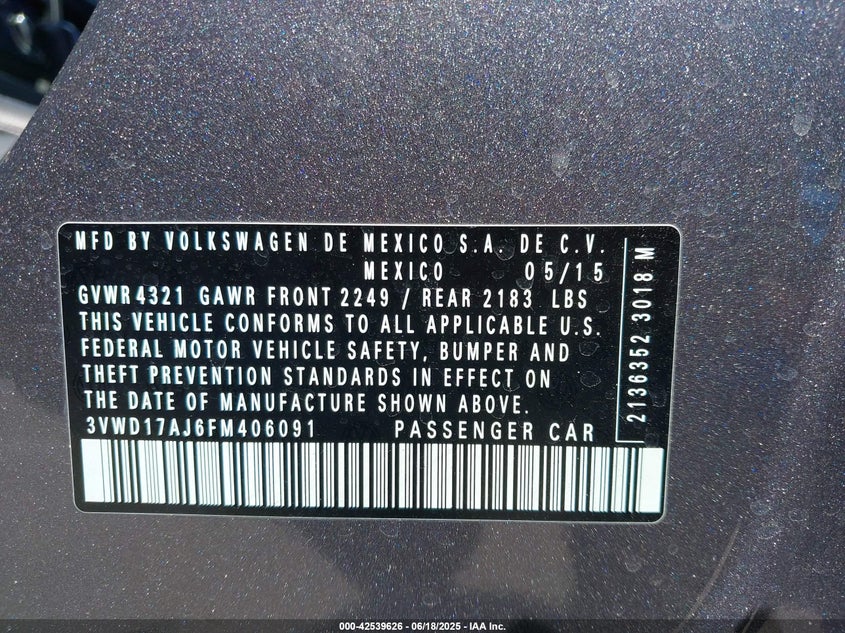 MFD BY VOLKSWAGEN DE MEXICO S.A. DE C.V.
MEXICO 05/15
GVWR 4321 GAWR FRONT 2249 / REAR 2183 LBS
THIS VEHICLE CONFORMS TO ALL APPLICABLE U.S.
FEDERAL MOTOR VEHICLE SAFETY, BUMPER AND
THEFT PREVENTION STANDARDS IN EFFECT ON
THE DATE OF MANUFACTURE SHOWN ABOVE.
3VWD17AJ6FM406091 PASSENGER CAR
2136352 3018 M
000-42539626 - 06/18/2025 - IAA Inc.